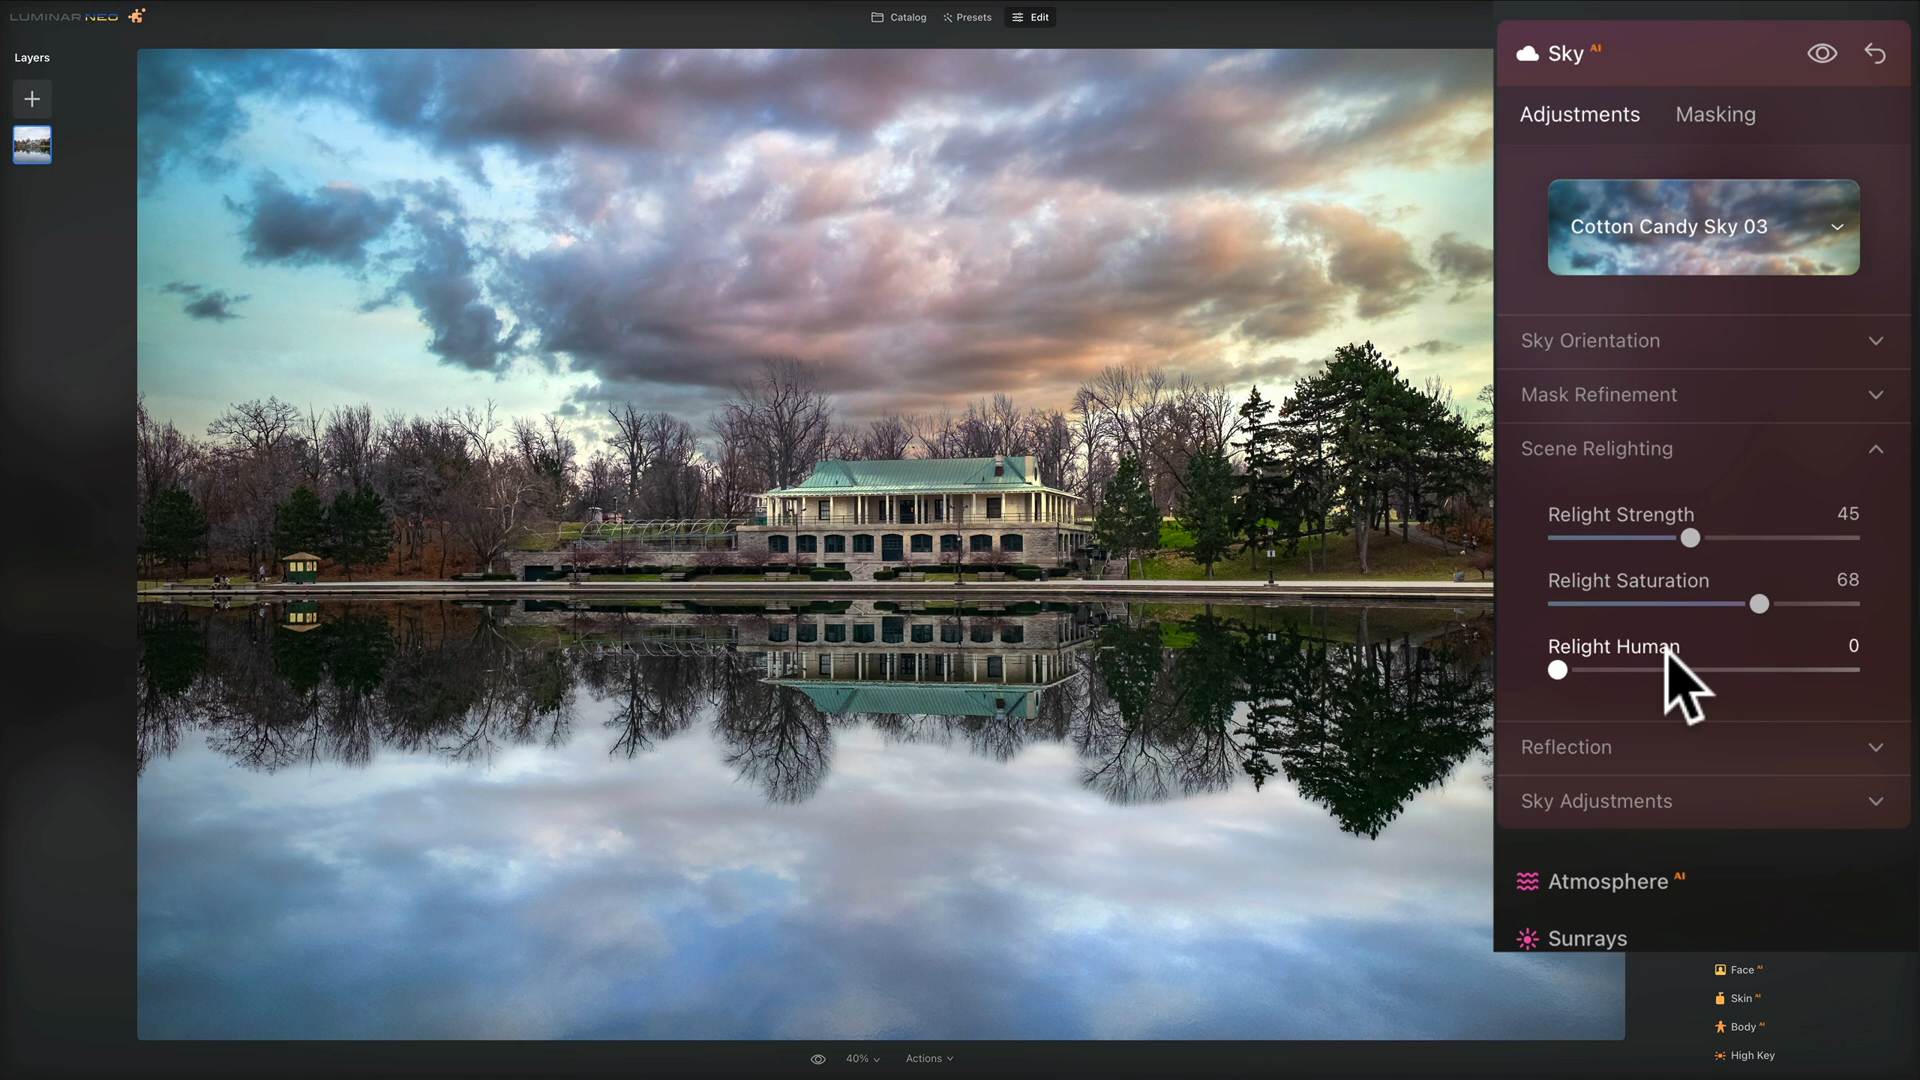 LUMINAR NEO
Catalog
Presets
Edit
Layers
Sky AI
Adjustments
Masking
Cotton Candy Sky 03
Sky Orientation
Mask Refinement
Scene Relighting
Relight Strength 45
Relight Saturation 68
Relight Human 0
Reflection
Sky Adjustments
Atmosphere AI
Sunrays
Face AI
Skin AI
Body AI
High Key
40%
Actions